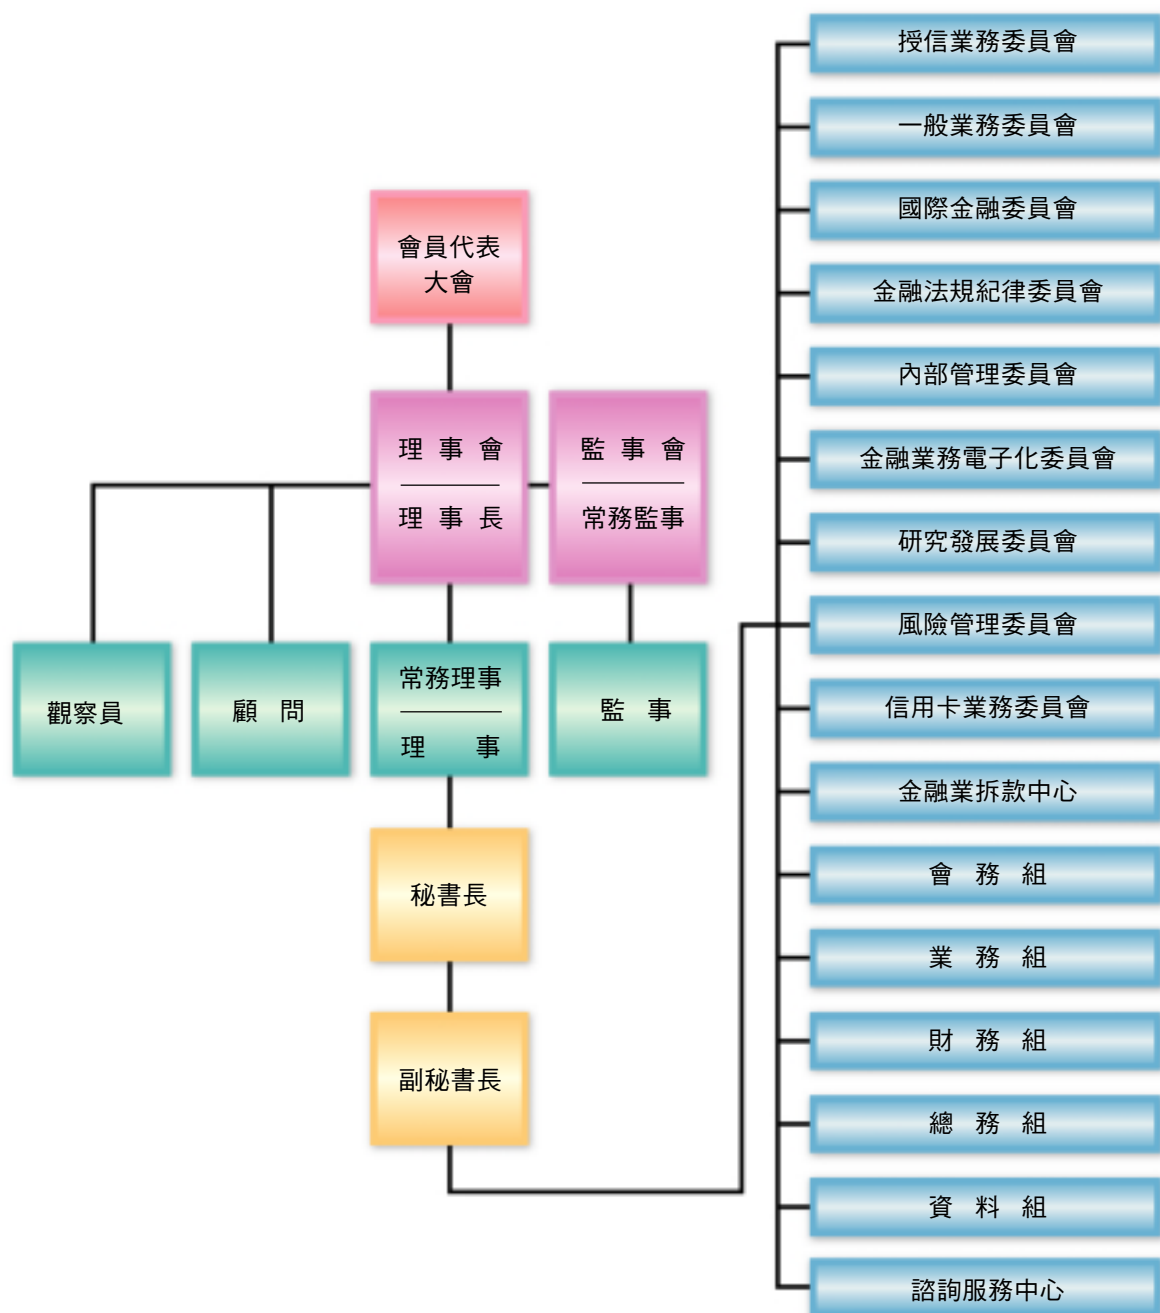 會員代表
大會
理事會
理事長
監事會
常務監事
觀察員
顧問
常務理事
理事
監事
秘書長
副秘書長
授信業務委員會
一般業務委員會
國際金融委員會
金融法規紀律委員會
內部管理委員會
金融業務電子化委員會
研究發展委員會
風險管理委員會
信用卡業務委員會
金融業拆款中心
會務組
業務組
財務組
總務組
資料組
諮詢服務中心